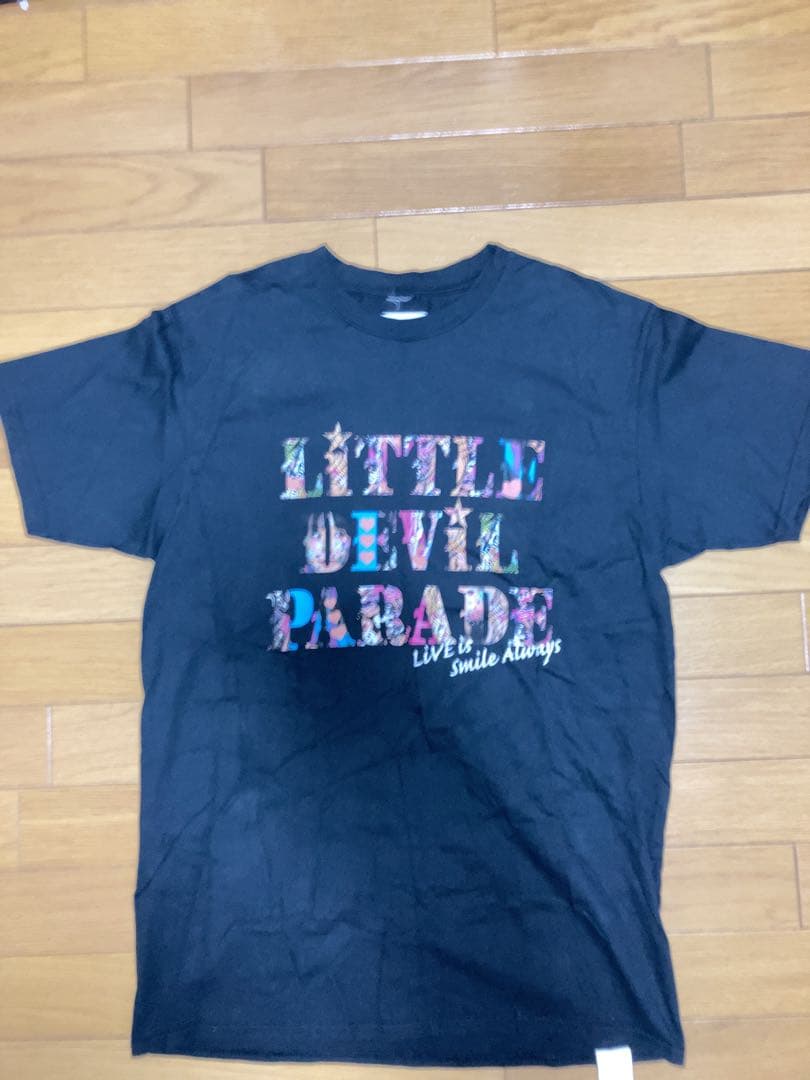 LiTTLE
DEViL
PARADE
LiVE is
Smile Always